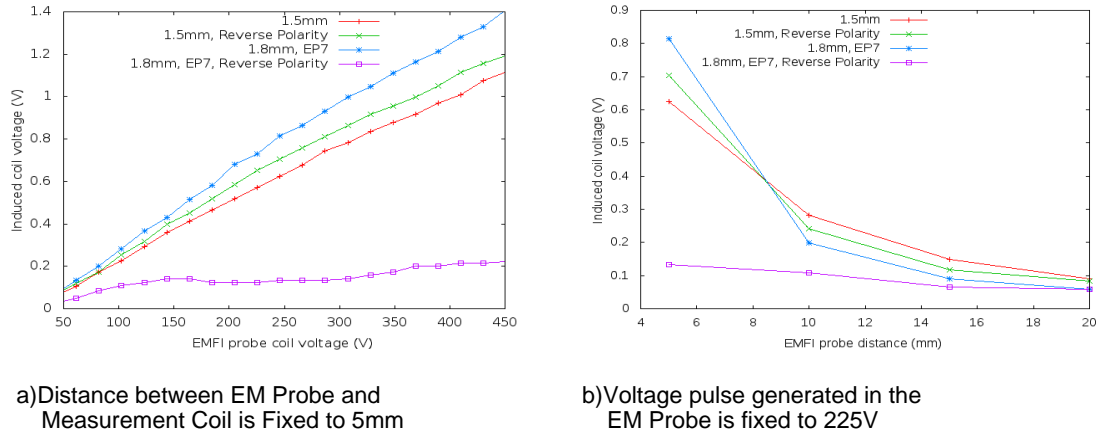 1.4
1.2
1
0.8
0.6
0.4
0.2
0
50 100 150 200 250 300 350 400 450
Induced coil voltage (V)
EMFI probe coil voltage (V)
1.5mm
1.5mm, Reverse Polarity
1.8mm, EP7
1.8mm, EP7, Reverse Polarity
a)Distance between EM Probe and
Measurement Coil is Fixed to 5mm
0.9
0.8
0.7
0.6
0.5
0.4
0.3
0.2
0.1
0
4 6 8 10 12 14 16 18 20
Induced coil voltage (V)
EMFI probe distance (mm)
1.5mm
1.5mm, Reverse Polarity
1.8mm, EP7
1.8mm, EP7, Reverse Polarity
b)Voltage pulse generated in the
EM Probe is fixed to 225V